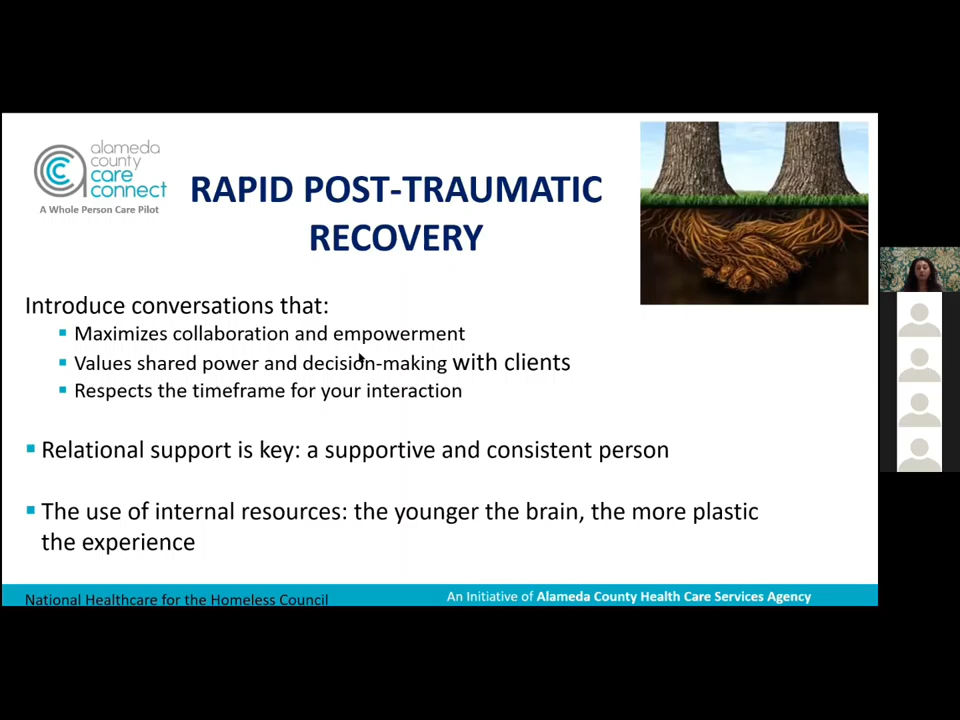 alameda
county
care
connect
A Whole Person Care Pilot
RAPID POST-TRAUMATIC
RECOVERY
Introduce conversations that:
▪ Maximizes collaboration and empowerment
▪ Values shared power and decision-making with clients
▪ Respects the timeframe for your interaction
▪ Relational support is key: a supportive and consistent person
▪ The use of internal resources: the younger the brain, the more plastic
the experience
National Healthcare for the Homeless Council
An Initiative of Alameda County Health Care Services Agency